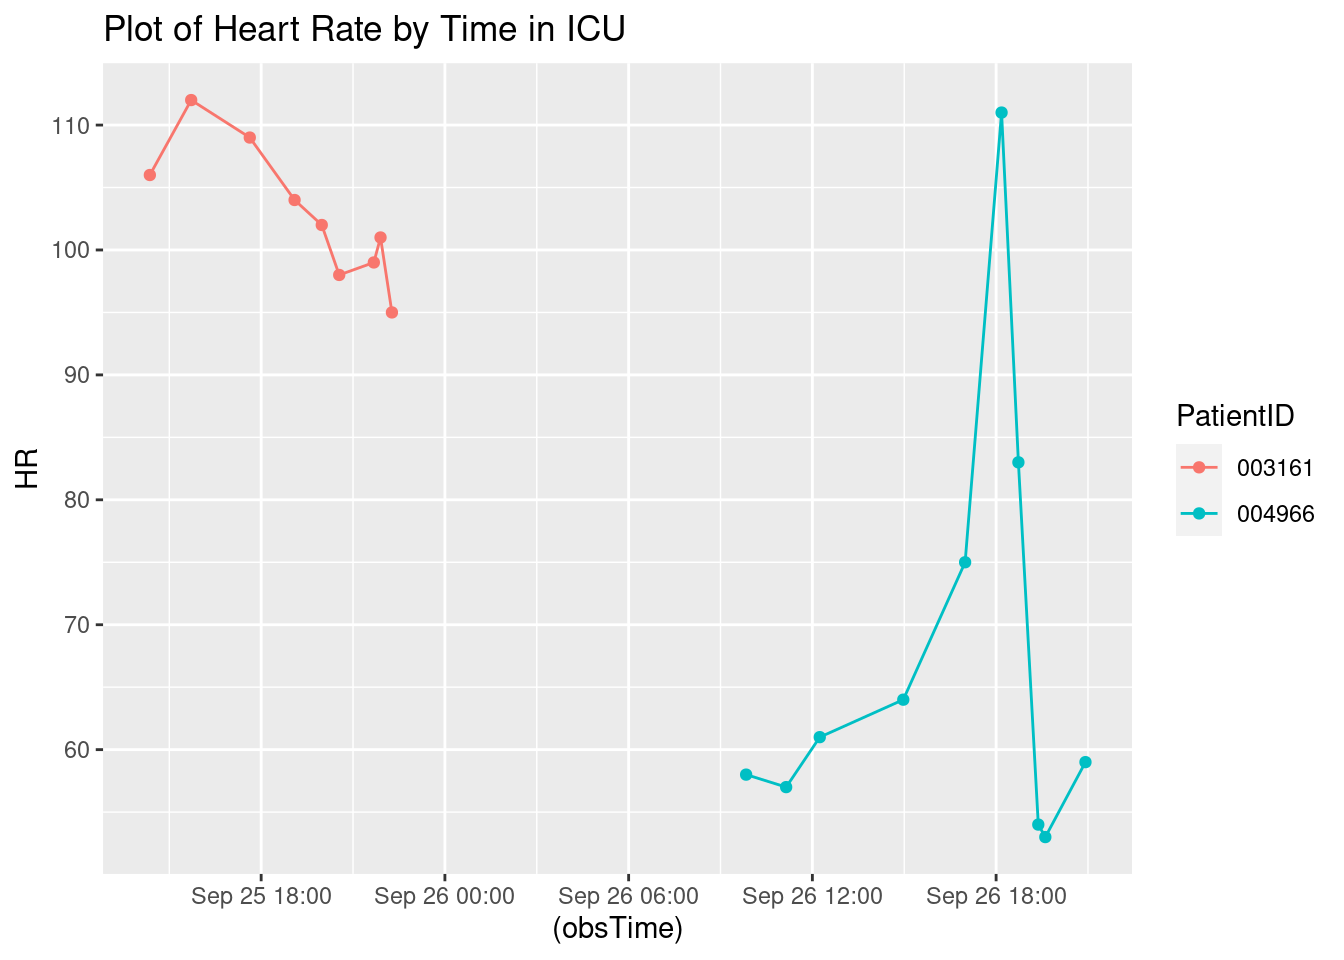 Plot of Heart Rate by Time in ICU
110
100
90
80
70
60
HR
Sep 25 18:00 Sep 26 00:00 Sep 26 06:00 Sep 26 12:00 Sep 26 18:00
(obsTime)
PatientID
003161
004966